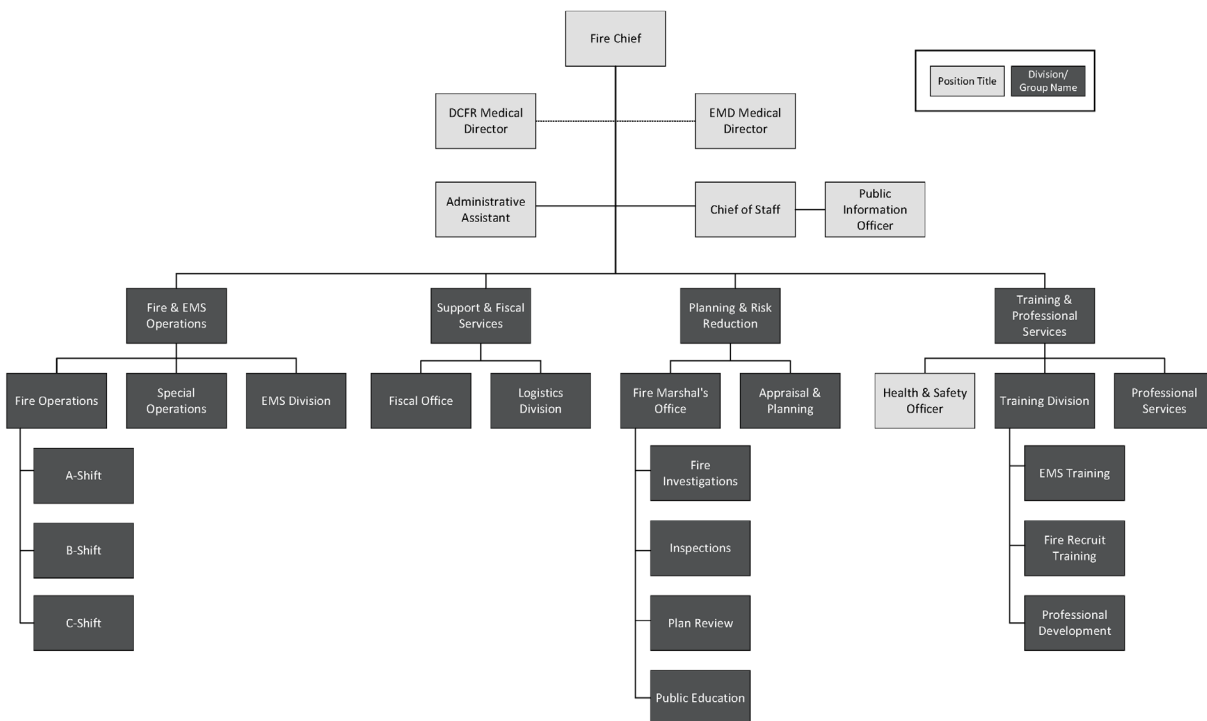 Fire Chief
Position Title
Division/
Group Name
DCFR Medical
Director
EMD Medical
Director
Administrative
Assistant
Chief of Staff
Public
Information
Officer
Fire & EMS
Operations
Support & Fiscal
Services
Planning & Risk
Reduction
Training &
Professional
Services
Fire Operations
Special
Operations
EMS Division
Fiscal Office
Logistics
Division
Fire Marshal's
Office
Appraisal &
Planning
Health & Safety
Officer
Training Division
Professional
Services
A-Shift
B-Shift
C-Shift
Fire
Investigations
Inspections
Plan Review
Public Education
EMS Training
Fire Recruit
Training
Professional
Development